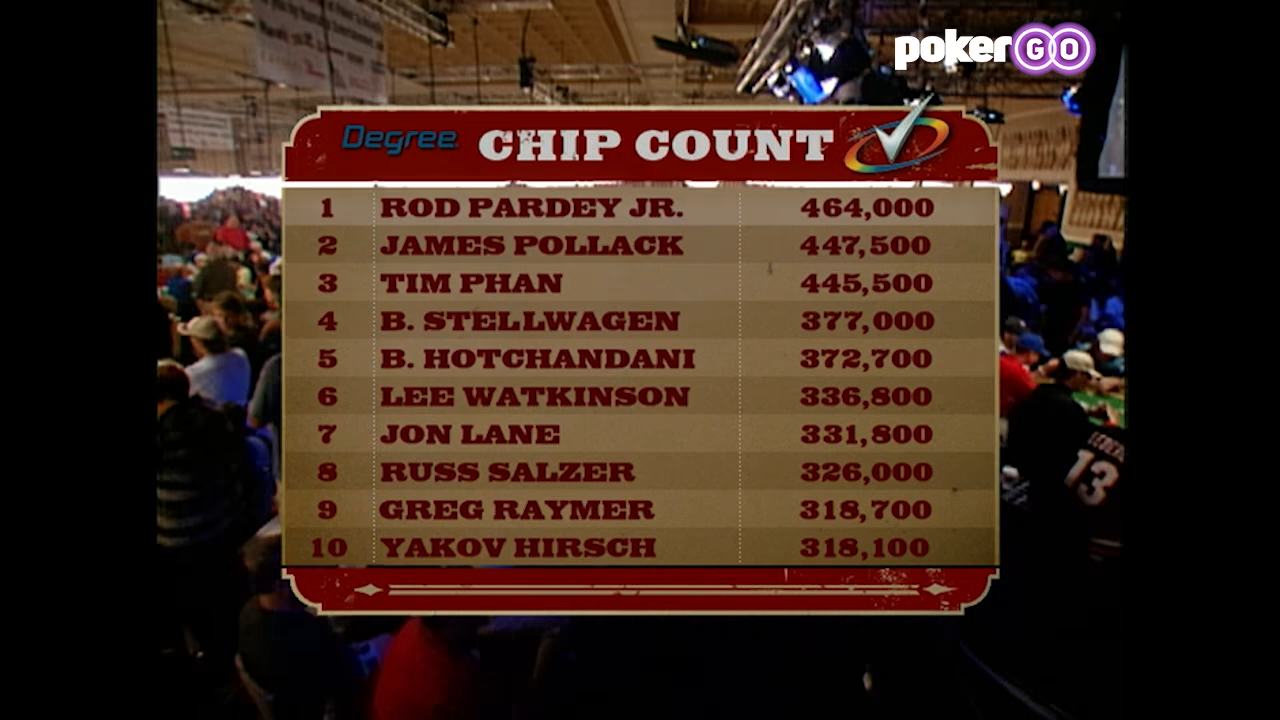 poker GO
Degree CHIP COUNT
1 ROD PARDEY JR. 464,000
2 JAMES POLLACK 447,500
3 TIM PHAN 445,500
4 B. STELLWAGEN 377,000
5 B. HOTCHANDANI 372,700
6 LEE WATKINSON 336,800
7 JON LANE 331,800
8 RUSS SALZER 326,000
9 GREG RAYMER 318,700
10 YAKOV HIRSCH 318,100
13